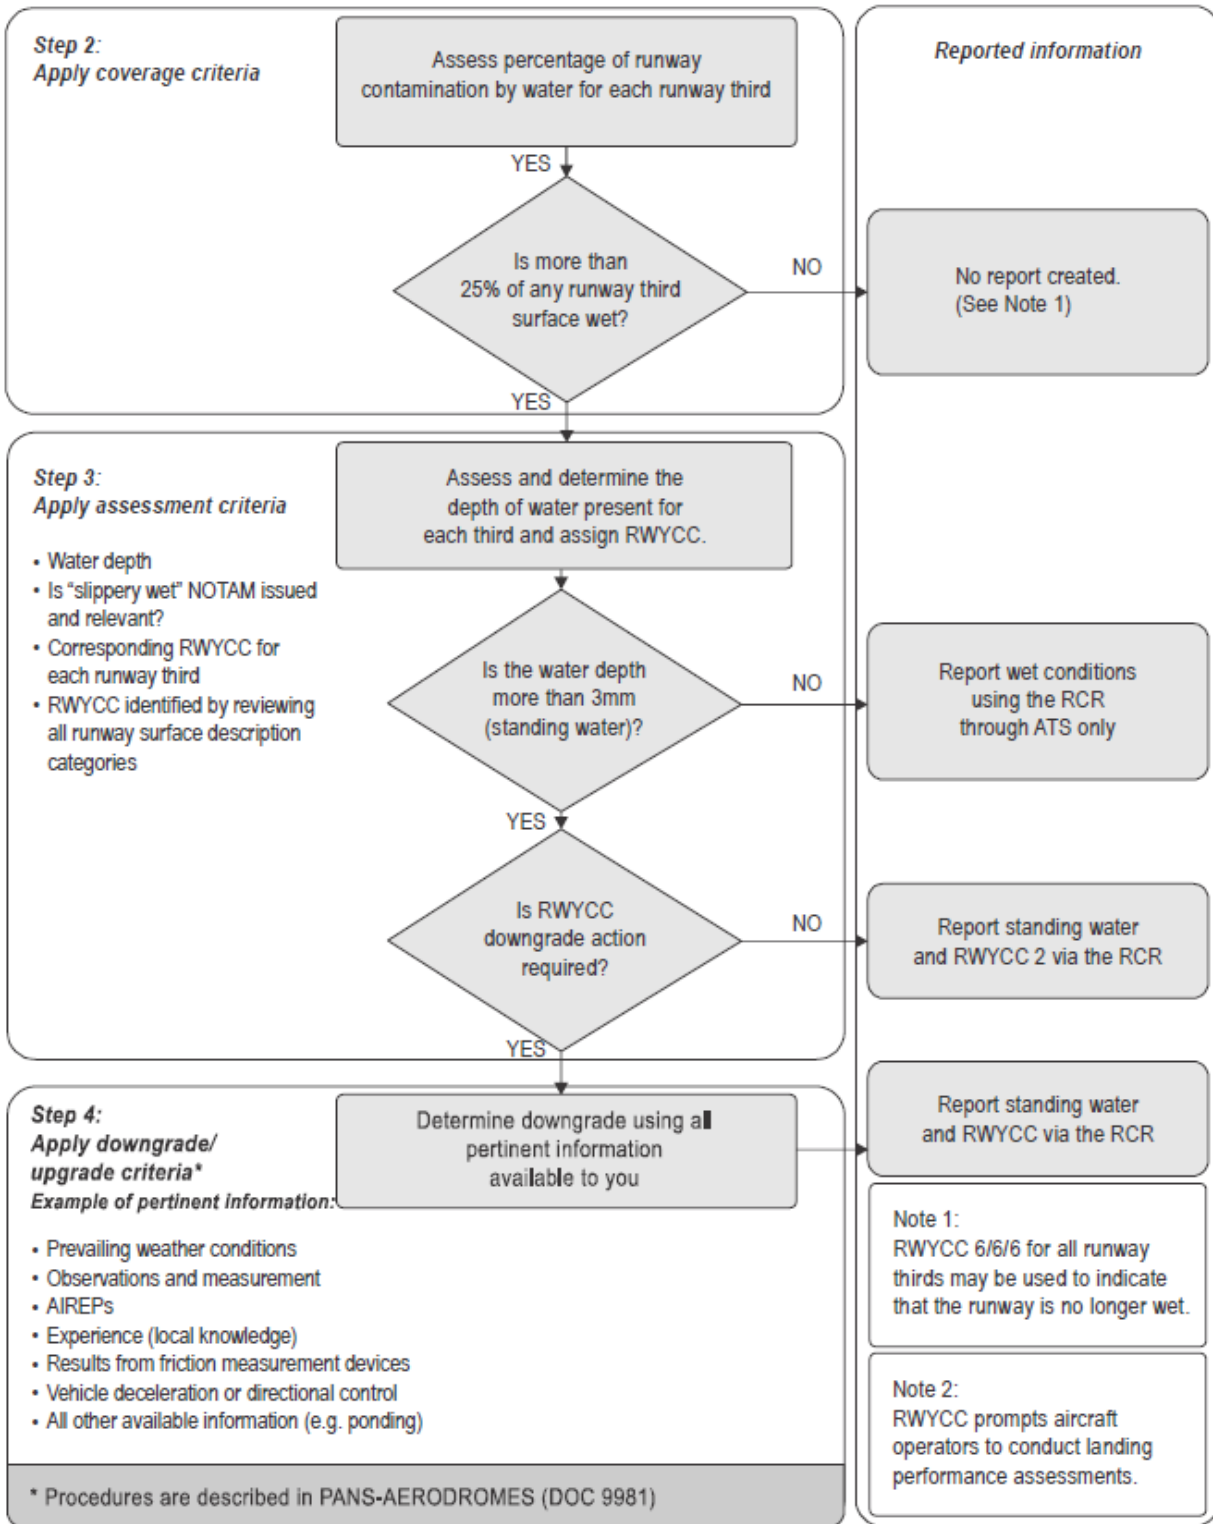 Step 2:
Apply coverage criteria
Assess percentage of runway
contamination by water for each runway third
YES
Is more than
25% of any runway third
surface wet?
NO
YES
Step 3:
Apply assessment criteria
• Water depth
• Is “slippery wet” NOTAM issued
and relevant?
• Corresponding RWYCC for
each runway third
• RWYCC identified by reviewing
all runway surface description
categories
Assess and determine the
depth of water present for
each third and assign RWYCC.
Is the water depth
more than 3mm
(standing water)?
NO
YES
Is RWYCC
downgrade action
required?
NO
YES
Step 4:
Apply downgrade/
upgrade criteria*
Example of pertinent information:
• Prevailing weather conditions
• Observations and measurement
• AIREPs
• Experience (local knowledge)
• Results from friction measurement devices
• Vehicle deceleration or directional control
• All other available information (e.g. ponding)
Determine downgrade using all
pertinent information
available to you
* Procedures are described in PANS-AERODROMES (DOC 9981)
Reported information
No report created.
(See Note 1)
Report wet conditions
using the RCR
through ATS only
Report standing water
and RWYCC 2 via the RCR
Report standing water
and RWYCC via the RCR
Note 1:
RWYCC 6/6/6 for all runway
thirds may be used to indicate
that the runway is no longer wet.
Note 2:
RWYCC prompts aircraft
operators to conduct landing
performance assessments.